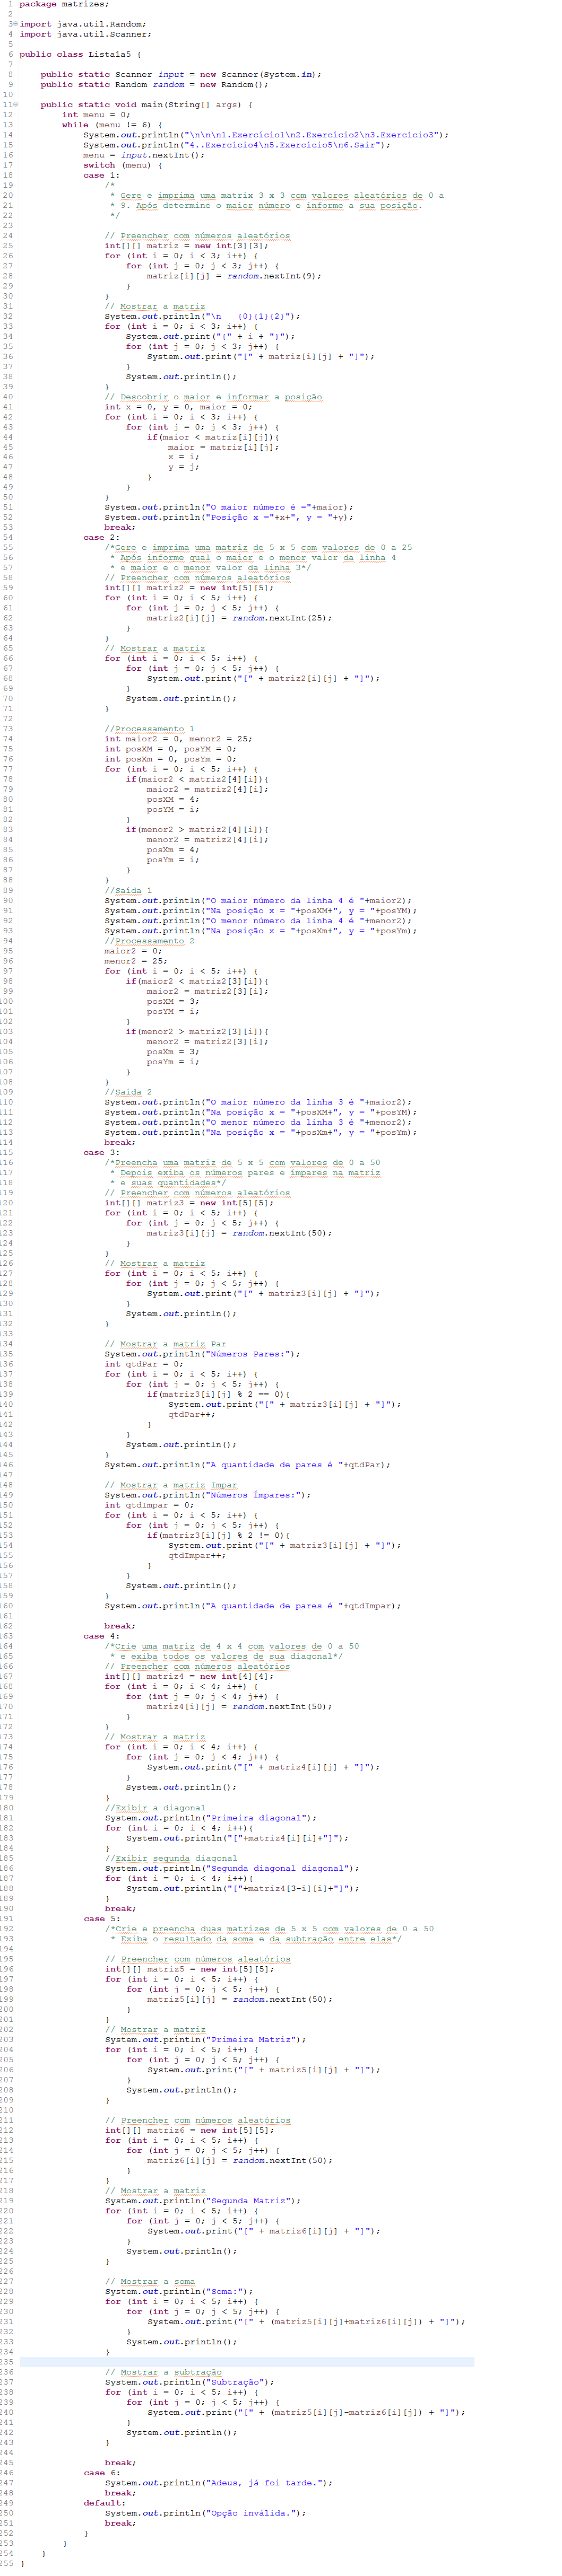 1 package matrizes;
2
3 import java.util.Random;
4 import java.util.Scanner;
5
6 public class Lista1a5 {
7
8 public static Scanner input = new Scanner(System.in);
9 public static Random random = new Random();
10
11 public static void main(String[] args) {
12 int menu = 0;
13 while (menu != 6) {
14 System.out.println("\n\n\n1.Exercício1\n2.Exercício2\n3.Exercício3");
15 System.out.println("4..Exercício4\n5.Exercício5\n6.Sair");
16 menu = input.nextInt();
17 switch (menu) {
18 case 1:
19 /*
20 * Gere e imprima uma matrix 3 x 3 com valores aleatórios de 0 a
21 * 9. Após determine o maior número e informe a sua posição.
22 */
23
24 // Preencher com números aleatórios
25 int[][] matriz = new int[3][3];
26 for (int i = 0; i < 3; i++) {
27 for (int j = 0; j < 3; j++) {
28 matriz[i][j] = random.nextInt(9);
29 }
30 }
31 // Mostrar a matriz
32 System.out.println("\n   {0}{1}{2}");
33 for (int i = 0; i < 3; i++) {
34 System.out.print("{" + i + "}");
35 for (int j = 0; j < 3; j++) {
36 System.out.print("[" + matriz[i][j] + "]");
37 }
38 System.out.println();
39 }
40 // Descobrir o maior e informar a posição
41 int x = 0, y = 0, maior = 0;
42 for (int i = 0; i < 3; i++) {
43 for (int j = 0; j < 3; j++) {
44 if(maior < matriz[i][j]){
45 maior = matriz[i][j];
46 x = i;
47 y = j;
48 }
49 }
50 }
51 System.out.println("O maior número é ="+maior);
52 System.out.println("Posição x ="+x+", y = "+y);
53 break;
54 case 2:
55 /*Gere e imprima uma matriz de 5 x 5 com valores de 0 a 25
56 * Após informe qual o maior e o menor valor da linha 4
57 * e maior e o menor valor da linha 3*/
58 // Preencher com números aleatórios
59 int[][] matriz2 = new int[5][5];
60 for (int i = 0; i < 5; i++) {
61 for (int j = 0; j < 5; j++) {
62 matriz2[i][j] = random.nextInt(25);
63 }
64 }
65 // Mostrar a matriz
66 for (int i = 0; i < 5; i++) {
67 for (int j = 0; j < 5; j++) {
68 System.out.print("[" + matriz2[i][j] + "]");
69 }
70 System.out.println();
71 }
72
73 //Processamento 1
74 int maior2 = 0, menor2 = 25;
75 int posXM = 0, posYM = 0;
76 int posXm = 0, posYm = 0;
77 for (int i = 0; i < 5; i++) {
78 if(maior2 < matriz2[4][i]){
79 maior2 = matriz2[4][i];
80 posXM = 4;
81 posYM = i;
82 }
83 if(menor2 > matriz2[4][i]){
84 menor2 = matriz2[4][i];
85 posXm = 4;
86 posYm = i;
87 }
88 }
89 //Saída 1
90 System.out.println("O maior número da linha 4 é "+maior2);
91 System.out.println("Na posição x = "+posXM+", y = "+posYM);
92 System.out.println("O menor número da linha 4 é "+menor2);
93 System.out.println("Na posição x = "+posXm+", y = "+posYm);
94 //Processamento 2
95 maior2 = 0;
96 menor2 = 25;
97 for (int i = 0; i < 5; i++) {
98 if(maior2 < matriz2[3][i]){
99 maior2 = matriz2[3][i];
100 posXM = 3;
101 posYM = i;
102 }
103 if(menor2 > matriz2[3][i]){
104 menor2 = matriz2[3][i];
105 posXm = 3;
106 posYm = i;
107 }
108 }
109 //Saída 2
110 System.out.println("O maior número da linha 3 é "+maior2);
111 System.out.println("Na posição x = "+posXM+", y = "+posYM);
112 System.out.println("O menor número da linha 3 é "+menor2);
113 System.out.println("Na posição x = "+posXm+", y = "+posYm);
114 break;
115 case 3:
116 /*Preencha uma matriz de 5 x 5 com valores de 0 a 50
117 * Depois exiba os números pares e impares na matriz
118 * e suas quantidades*/
119 // Preencher com números aleatórios
120 int[][] matriz3 = new int[5][5];
121 for (int i = 0; i < 5; i++) {
122 for (int j = 0; j < 5; j++) {
123 matriz3[i][j] = random.nextInt(50);
124 }
125 }
126 // Mostrar a matriz
127 for (int i = 0; i < 5; i++) {
128 for (int j = 0; j < 5; j++) {
129 System.out.print("[" + matriz3[i][j] + "]");
130 }
131 System.out.println();
132 }
133
134 // Mostrar a matriz Par
135 System.out.println("Números Pares:");
136 int qtdPar = 0;
137 for (int i = 0; i < 5; i++) {
138 for (int j = 0; j < 5; j++) {
139 if(matriz3[i][j] % 2 == 0){
140 System.out.print("[" + matriz3[i][j] + "]");
141 qtdPar++;
142 }
143 }
144 System.out.println();
145 }
146 System.out.println("A quantidade de pares é "+qtdPar);
147
148 // Mostrar a matriz Impar
149 System.out.println("Números Ímpares:");
150 int qtdImpar = 0;
151 for (int i = 0; i < 5; i++) {
152 for (int j = 0; j < 5; j++) {
153 if(matriz3[i][j] % 2 != 0){
154 System.out.print("[" + matriz3[i][j] + "]");
155 qtdImpar++;
156 }
157 }
158 System.out.println();
159 }
160 System.out.println("A quantidade de pares é "+qtdImpar);
161
162 break;
163 case 4:
164 /*Crie uma matriz de 4 x 4 com valores de 0 a 50
165 * e exiba todos os valores de sua diagonal*/
166 // Preencher com números aleatórios
167 int[][] matriz4 = new int[4][4];
168 for (int i = 0; i < 4; i++) {
169 for (int j = 0; j < 4; j++) {
170 matriz4[i][j] = random.nextInt(50);
171 }
172 }
173 // Mostrar a matriz
174 for (int i = 0; i < 4; i++) {
175 for (int j = 0; j < 4; j++) {
176 System.out.print("[" + matriz4[i][j] + "]");
177 }
178 System.out.println();
179 }
180 //Exibir a diagonal
181 System.out.println("Primeira diagonal");
182 for (int i = 0; i < 4; i++){
183 System.out.println("["+matriz4[i][i]+"]");
184 }
185 //Exibir segunda diagonal
186 System.out.println("Segunda diagonal diagonal");
187 for (int i = 0; i < 4; i++){
188 System.out.println("["+matriz4[3-i][i]+"]");
189 }
190 break;
191 case 5:
192 /*Crie e preencha duas matrizes de 5 x 5 com valores de 0 a 50
193 * Exiba o resultado da soma e da subtração entre elas*/
194
195 // Preencher com números aleatórios
196 int[][] matriz5 = new int[5][5];
197 for (int i = 0; i < 5; i++) {
198 for (int j = 0; j < 5; j++) {
199 matriz5[i][j] = random.nextInt(50);
200 }
201 }
202 // Mostrar a matriz
203 System.out.println("Primeira Matriz");
204 for (int i = 0; i < 5; i++) {
205 for (int j = 0; j < 5; j++) {
206 System.out.print("[" + matriz5[i][j] + "]");
207 }
208 System.out.println();
209 }
210
211 // Preencher com números aleatórios
212 int[][] matriz6 = new int[5][5];
213 for (int i = 0; i < 5; i++) {
214 for (int j = 0; j < 5; j++) {
215 matriz6[i][j] = random.nextInt(50);
216 }
217 }
218 // Mostrar a matriz
219 System.out.println("Segunda Matriz");
220 for (int i = 0; i < 5; i++) {
221 for (int j = 0; j < 5; j++) {
222 System.out.print("[" + matriz6[i][j] + "]");
223 }
224 System.out.println();
225 }
226
227 // Mostrar a soma
228 System.out.println("Soma:");
229 for (int i = 0; i < 5; i++) {
230 for (int j = 0; j < 5; j++) {
231 System.out.print("[" + (matriz5[i][j]+matriz6[i][j]) + "]");
232 }
233 System.out.println();
234 }
235
236 // Mostrar a subtração
237 System.out.println("Subtração");
238 for (int i = 0; i < 5; i++) {
239 for (int j = 0; j < 5; j++) {
240 System.out.print("[" + (matriz5[i][j]-matriz6[i][j]) + "]");
241 }
242 System.out.println();
243 }
244
245 break;
246 case 6:
247 System.out.println("Adeus, já foi tarde.");
248 break;
249 default:
250 System.out.println("Opção inválida.");
251 break;
252 }
253 }
254 }
255 }